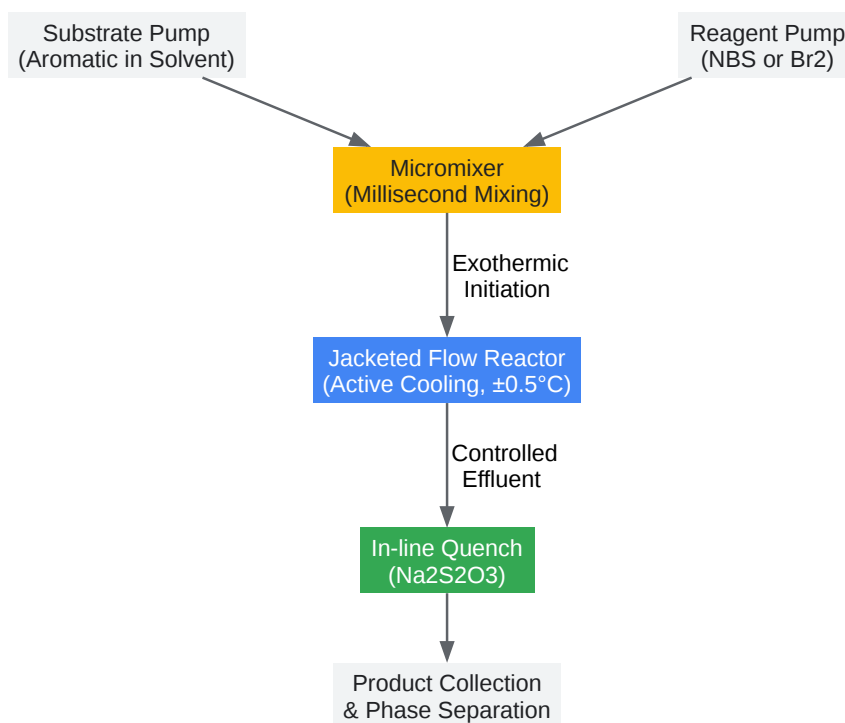 Substrate Pump
(Aromatic in Solvent)
Reagent Pump
(NBS or Br2)
Micromixer
(Millisecond Mixing)
Exothermic
Initiation
Jacketed Flow Reactor
(Active Cooling, ±0.5°C)
Controlled
Effluent
In-line Quench
(Na2S2O3)
Product Collection
& Phase Separation